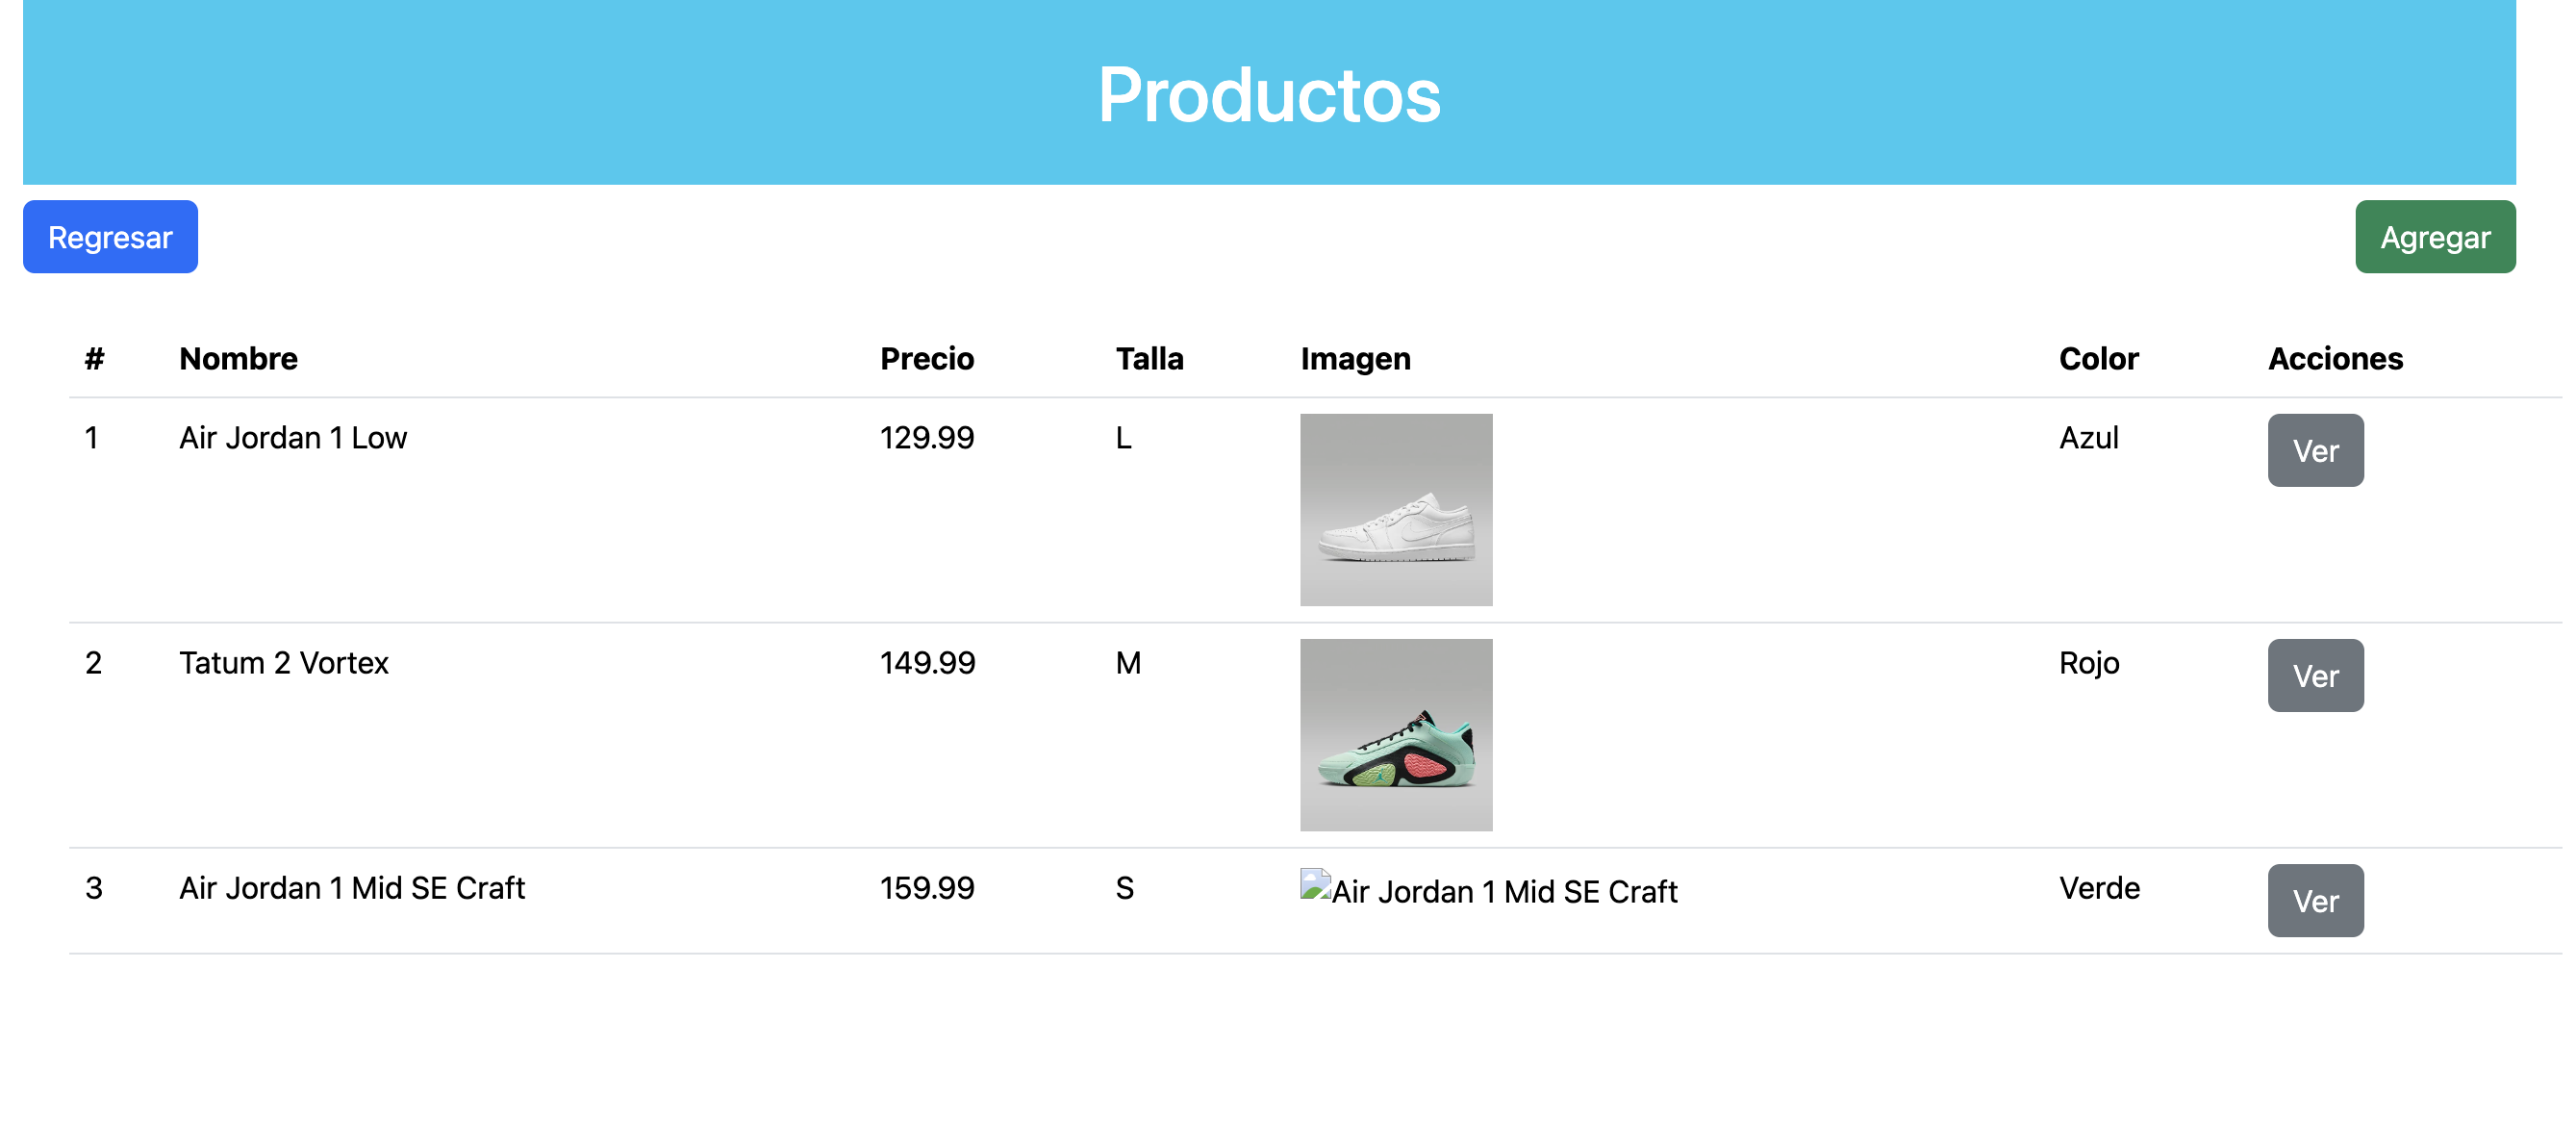 Productos
Regresar Agregar
# Nombre Precio Talla Imagen Color Acciones
1 Air Jordan 1 Low 129.99 L Azul Ver
2 Tatum 2 Vortex 149.99 M Rojo Ver
3 Air Jordan 1 Mid SE Craft 159.99 S Air Jordan 1 Mid SE Craft Verde Ver